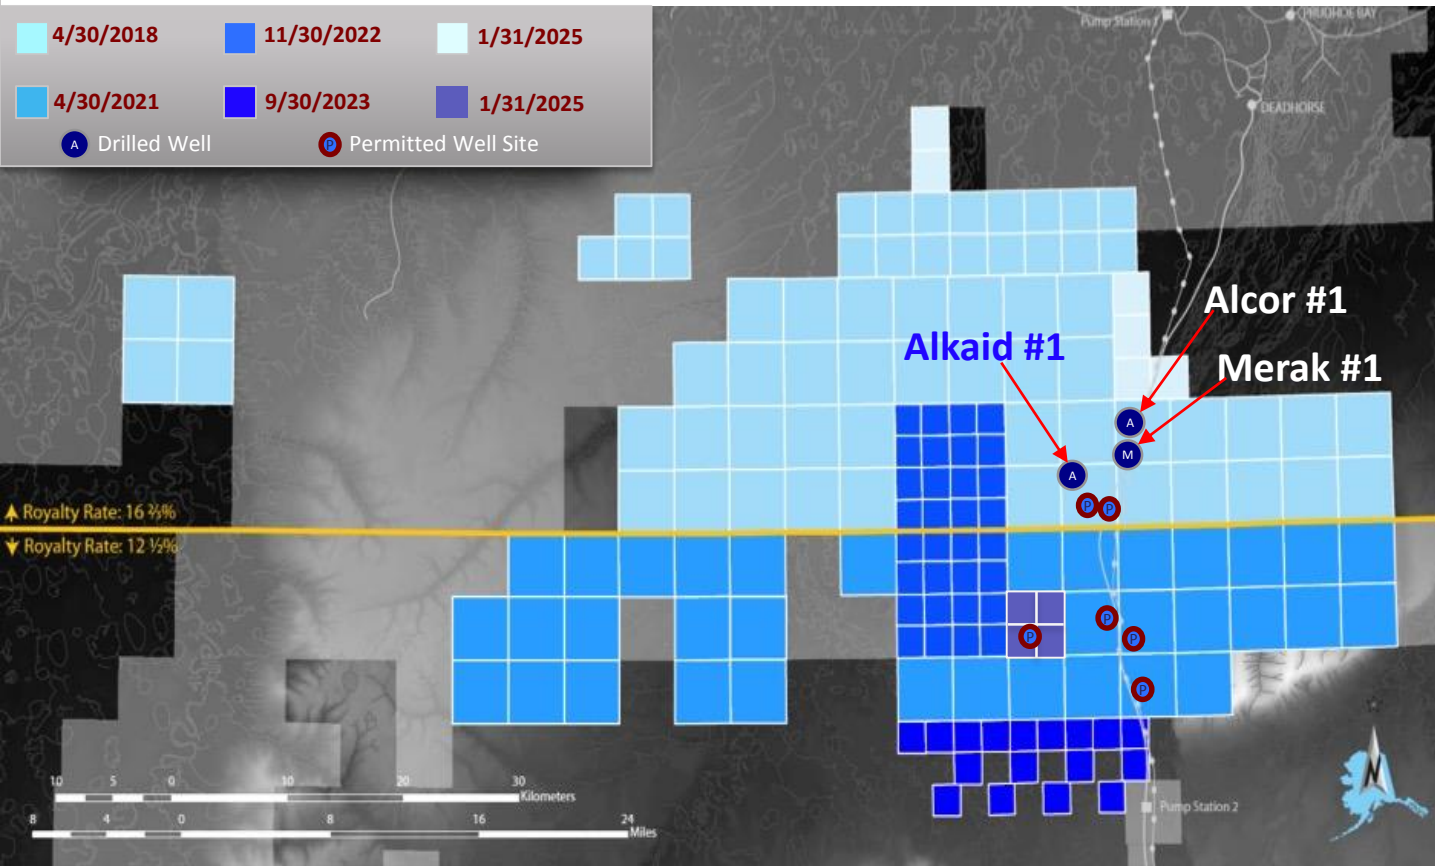 4/30/2018 11/30/2022 1/31/2025
4/30/2021 9/30/2023 1/31/2025
A Drilled Well P Permitted Well Site
Pump Station 1
PRUDHOE BAY
DEADHORSE
Alcor #1
Alkaid #1
Merak #1
A
M
A
P P
Royalty Rate: 16 ⅔%
Royalty Rate: 12 ½%
P
P
P
P
10 5 0 10 20 30
Kilometers
8 4 0 8 16 24
Miles
Pump Station 2
N